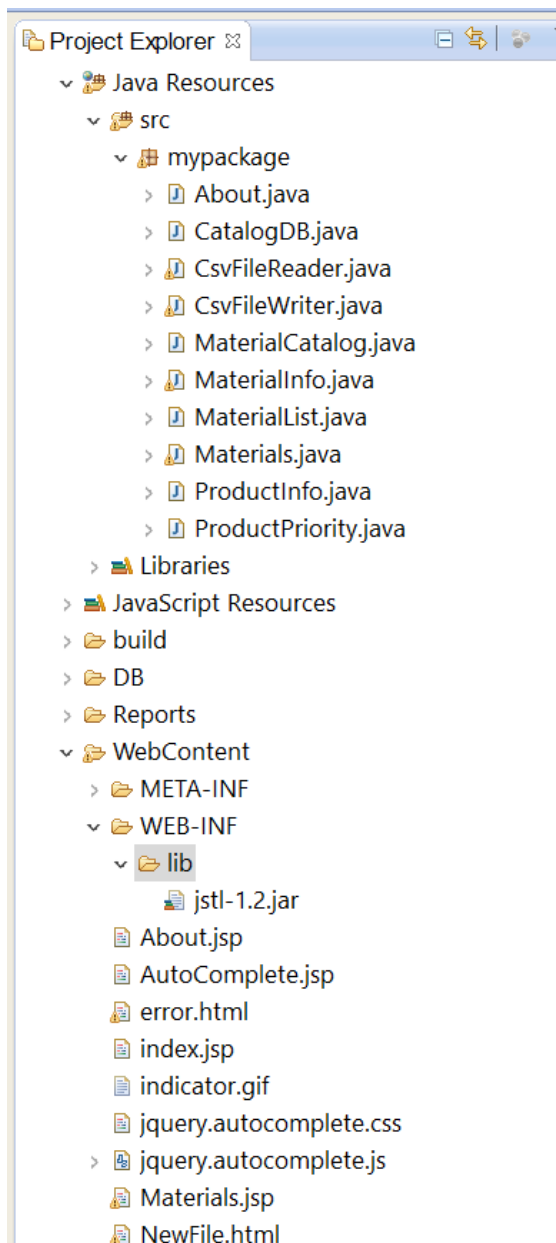 Project Explorer
Java Resources
src
mypackage
About.java
CatalogDB.java
CsvFileReader.java
CsvFileWriter.java
MaterialCatalog.java
MaterialInfo.java
MaterialList.java
Materials.java
ProductInfo.java
ProductPriority.java
Libraries
JavaScript Resources
build
DB
Reports
WebContent
META-INF
WEB-INF
lib
jstl-1.2.jar
About.jsp
AutoComplete.jsp
error.html
index.jsp
indicator.gif
jquery.autocomplete.css
jquery.autocomplete.js
Materials.jsp
NewFile.html